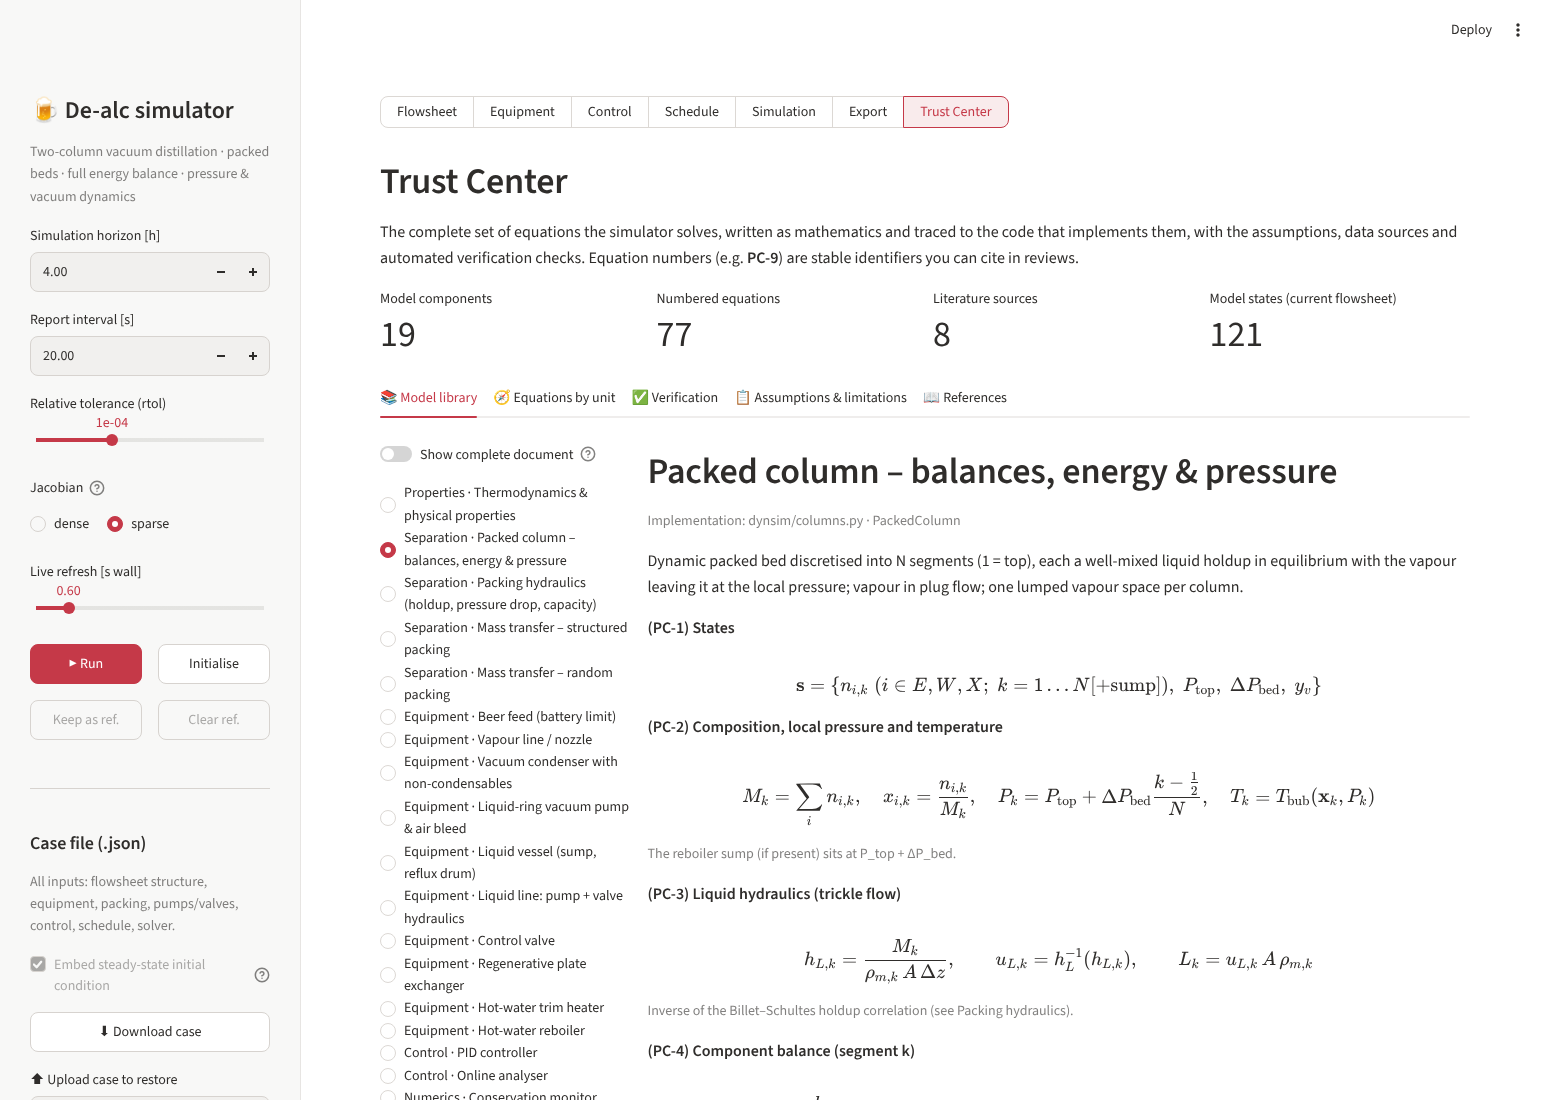 Deploy
🍺 De-alc simulator
Two-column vacuum distillation · packed
beds · full energy balance · pressure &
vacuum dynamics
Simulation horizon [h]
4.00
Report interval [s]
20.00
Relative tolerance (rtol)
1e-04
Jacobian
dense
sparse
Live refresh [s wall]
0.60
Run
Initialise
Keep as ref.
Clear ref.
Case file (.json)
All inputs: flowsheet structure,
equipment, packing, pumps/valves,
control, schedule, solver.
Embed steady-state initial
condition
⬇ Download case
⬆ Upload case to restore
Flowsheet
Equipment
Control
Schedule
Simulation
Export
Trust Center
Trust Center
The complete set of equations the simulator solves, written as mathematics and traced to the code that implements them, with the assumptions, data sources and
automated verification checks. Equation numbers (e.g. PC-9) are stable identifiers you can cite in reviews.
Model components
19
Numbered equations
77
Literature sources
8
Model states (current flowsheet)
121
📚 Model library
🧭 Equations by unit
✅ Verification
📋 Assumptions & limitations
📖 References
Show complete document
Properties · Thermodynamics &
physical properties
Separation · Packed column –
balances, energy & pressure
Separation · Packing hydraulics
(holdup, pressure drop, capacity)
Separation · Mass transfer – structured
packing
Separation · Mass transfer – random
packing
Equipment · Beer feed (battery limit)
Equipment · Vapour line / nozzle
Equipment · Vacuum condenser with
non-condensables
Equipment · Liquid-ring vacuum pump
& air bleed
Equipment · Liquid vessel (sump,
reflux drum)
Equipment · Liquid line: pump + valve
hydraulics
Equipment · Control valve
Equipment · Regenerative plate
exchanger
Equipment · Hot-water trim heater
Equipment · Hot-water reboiler
Control · PID controller
Control · Online analyser
Numerics · Conservation monitor
Packed column – balances, energy & pressure
Implementation: dynsim/columns.py · PackedColumn
Dynamic packed bed discretised into N segments (1 = top), each a well-mixed liquid holdup in equilibrium with the vapour
leaving it at the local pressure; vapour in plug flow; one lumped vapour space per column.
(PC-1) States
s = {n_{i,k} (i ∈ E, W, X; k = 1 … N[+sump]), P_top, ΔP_bed, y_v}
(PC-2) Composition, local pressure and temperature
M_k = ∑_i n_{i,k}, x_{i,k} = n_{i,k} / M_k, P_k = P_top + ΔP_bed (k − 1/2) / N, T_k = T_bub(x_k, P_k)
The reboiler sump (if present) sits at P_top + ΔP_bed.
(PC-3) Liquid hydraulics (trickle flow)
h_{L,k} = M_k / (ρ_{m,k} A Δz), u_{L,k} = h_L^{−1}(h_{L,k}), L_k = u_{L,k} A ρ_{m,k}
Inverse of the Billet–Schultes holdup correlation (see Packing hydraulics).
(PC-4) Component balance (segment k)